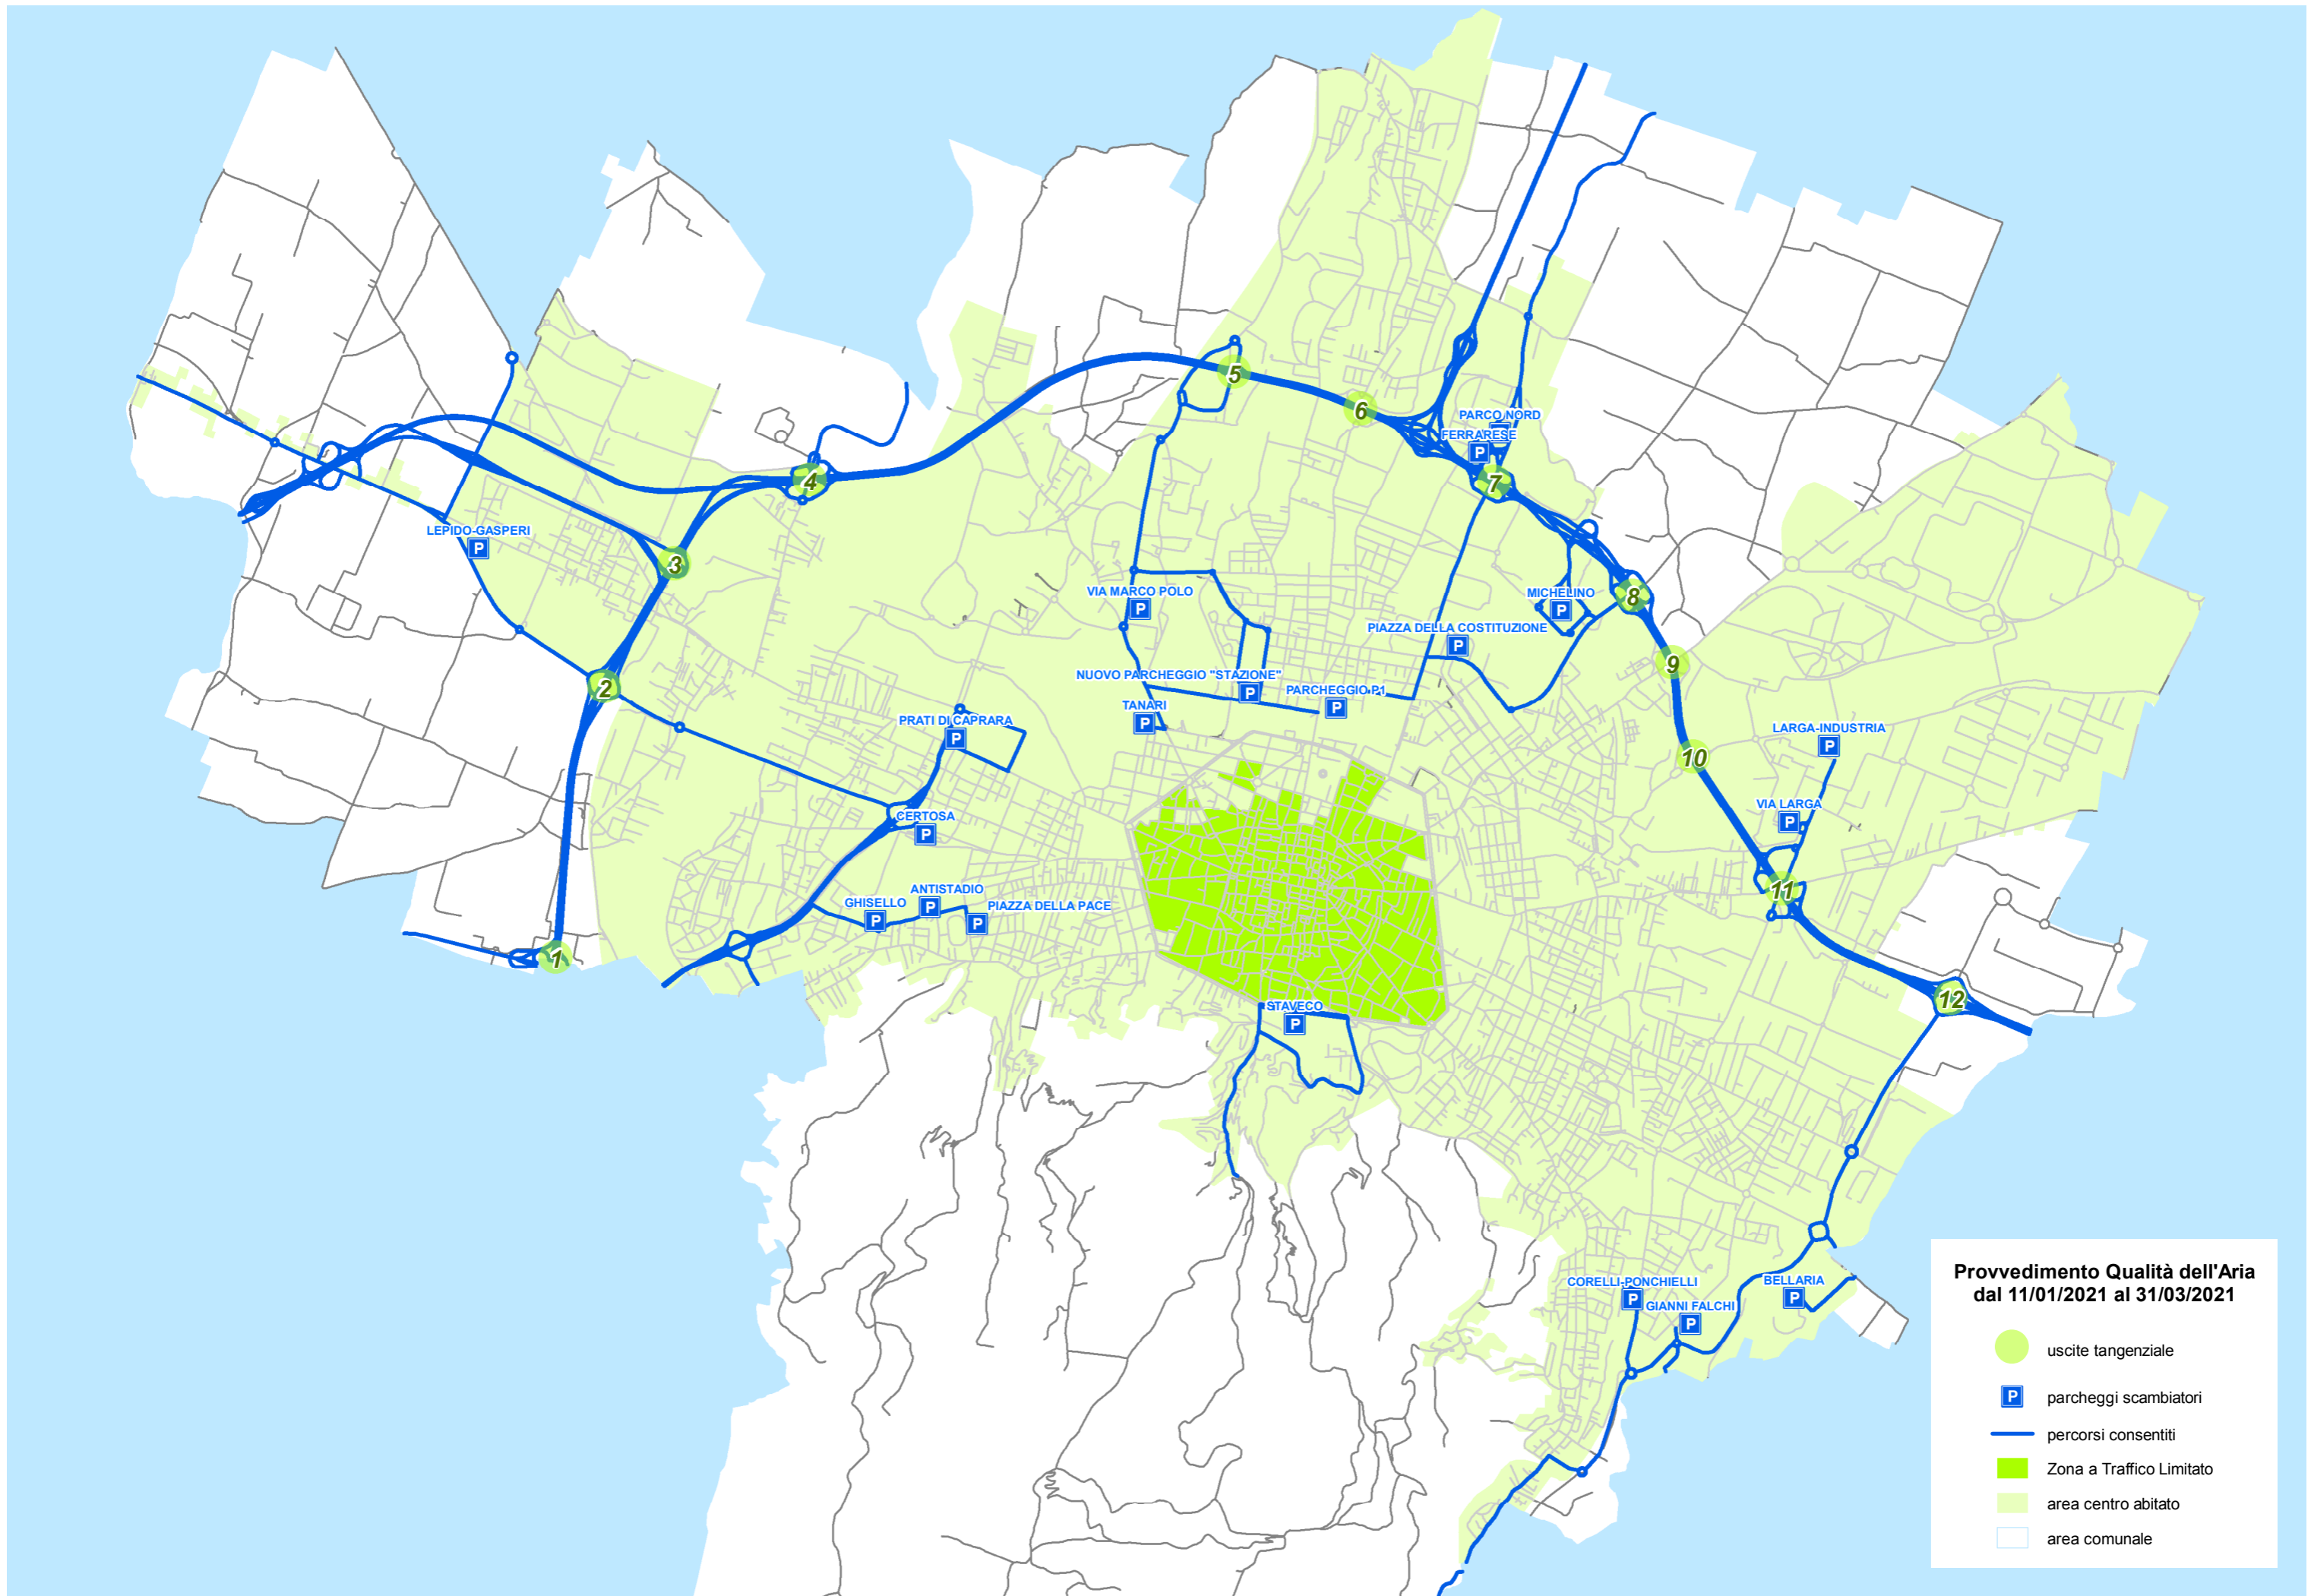 5
6
PARCO NORD
FERRARESE
P
P
4
7
LEPIDO-GASPERI
P
3
VIA MARCO POLO
P
MICHELINO
P
8
PIAZZA DELLA COSTITUZIONE
P
2
9
NUOVO PARCHEGGIO "STAZIONE"
P
PARCHEGGIO P1
P
TANARI
P
PRATI DI CAPRARA
P
LARGA-INDUSTRIA
P
10
VIA LARGA
P
CERTOSA
P
11
ANTISTADIO
P
GHISELLO
P
PIAZZA DELLA PACE
P
1
12
STAVECO
P
CORELLI-PONCHIELLI
P
GIANNI FALCHI
P
BELLARIA
P
Provvedimento Qualità dell'Aria
dal 11/01/2021 al 31/03/2021
uscite tangenziale
P parcheggi scambiatori
percorsi consentiti
Zona a Traffico Limitato
area centro abitato
area comunale